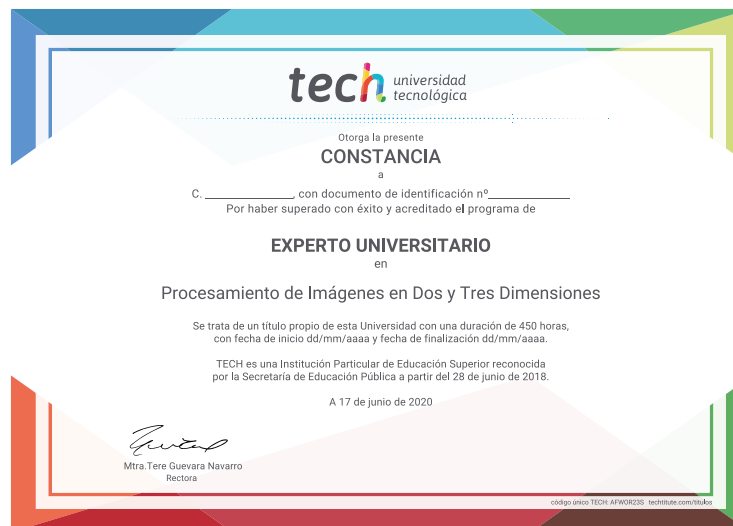 tech universidad
tecnológica
Otorga la presente
CONSTANCIA
a
C. ______________, con documento de identificación nº______________
Por haber superado con éxito y acreditado el programa de
EXPERTO UNIVERSITARIO
en
Procesamiento de Imágenes en Dos y Tres Dimensiones
Se trata de un título propio de esta Universidad con una duración de 450 horas,
con fecha de inicio dd/mm/aaaa y fecha de finalización dd/mm/aaaa.
TECH es una Institución Particular de Educación Superior reconocida
por la Secretaría de Educación Pública a partir del 28 de junio de 2018.
A 17 de junio de 2020
Mtra.Tere Guevara Navarro
Rectora
código único TECH: AFWOR23S techtitute.com/titulos